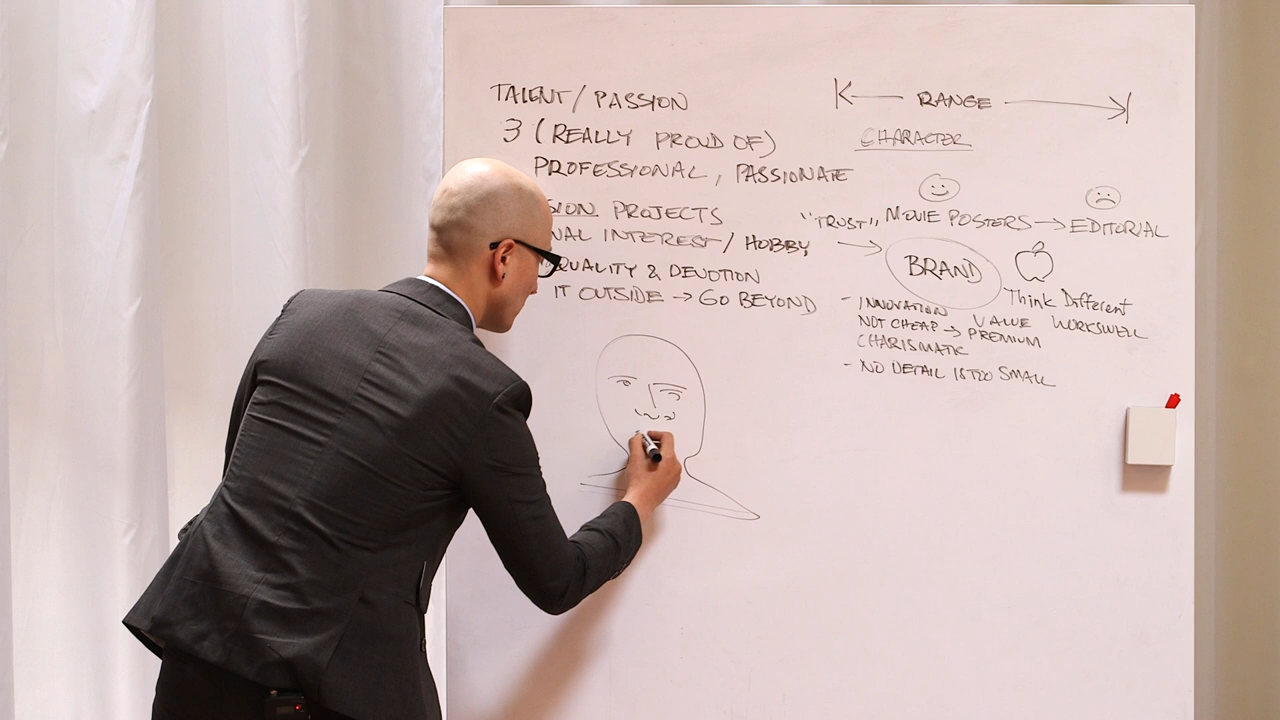 TALENT / PASSION
3 (REALLY PROUD OF)
PROFESSIONAL, PASSIONATE
SION PROJECTS
NAL INTEREST / HOBBY,
QUALITY & DEVOTION
IT OUTSIDE → GO BEYOND
RANGE
CHARACTER
"TRUST", MOVIE POSTERS → EDITORIAL
→ BRAND
Think Different
- INNOVATION VALUE WORKSWELL
NOT CHEAP → PREMIUM
CHARISMATIC
- NO DETAIL IS TOO SMALL